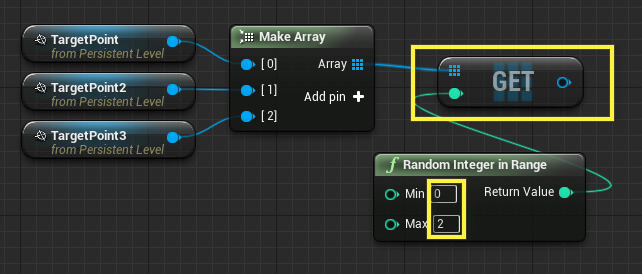 TargetPoint
from Persistent Level
TargetPoint2
from Persistent Level
TargetPoint3
from Persistent Level
Make Array
[0]
Array
[1]
Add pin +
[2]
GET
f Random Integer in Range
Min 0
Return Value
Max 2